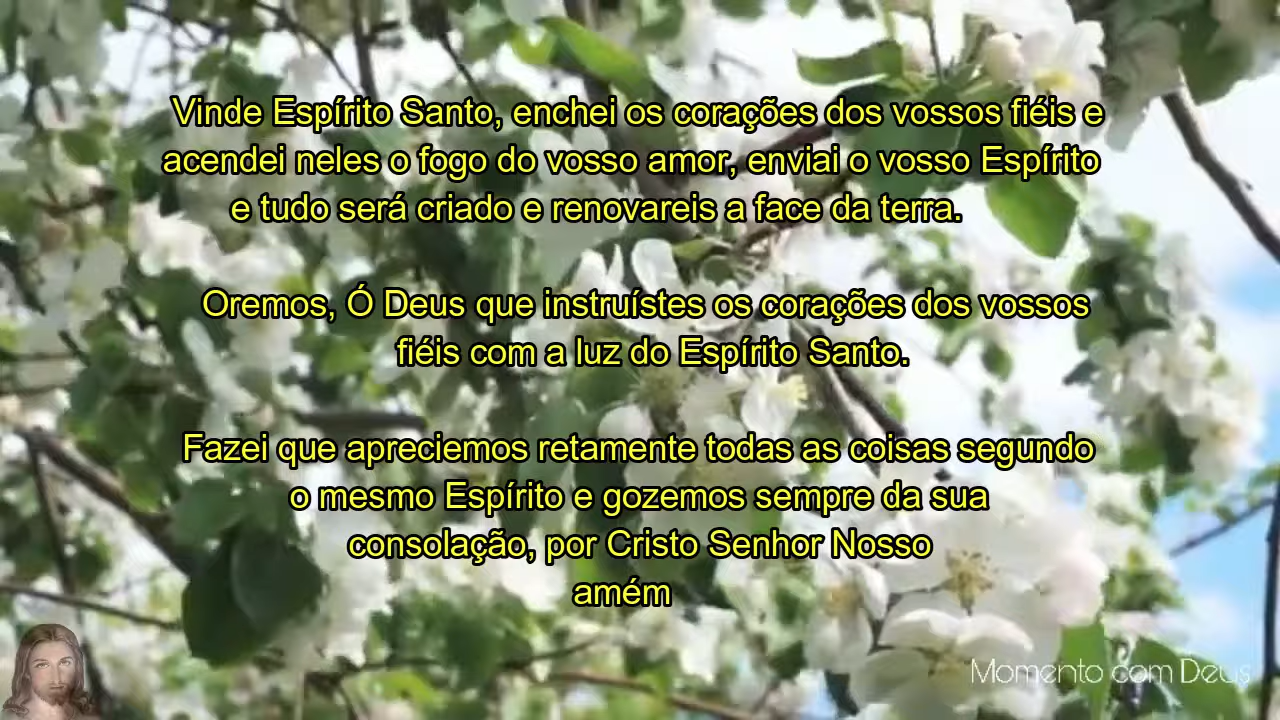 Vinde Espírito Santo, enchei os corações dos vossos fiéis e
acendei neles o fogo do vosso amor, enviai o vosso Espírito
e tudo será criado e renovareis a face da terra.
Oremos, Ó Deus que instruístes os corações dos vossos
fiéis com a luz do Espírito Santo.
Fazei que apreciemos retamente todas as coisas segundo
o mesmo Espírito e gozemos sempre da sua
consolação, por Cristo Senhor Nosso
amém
Momento com Deus